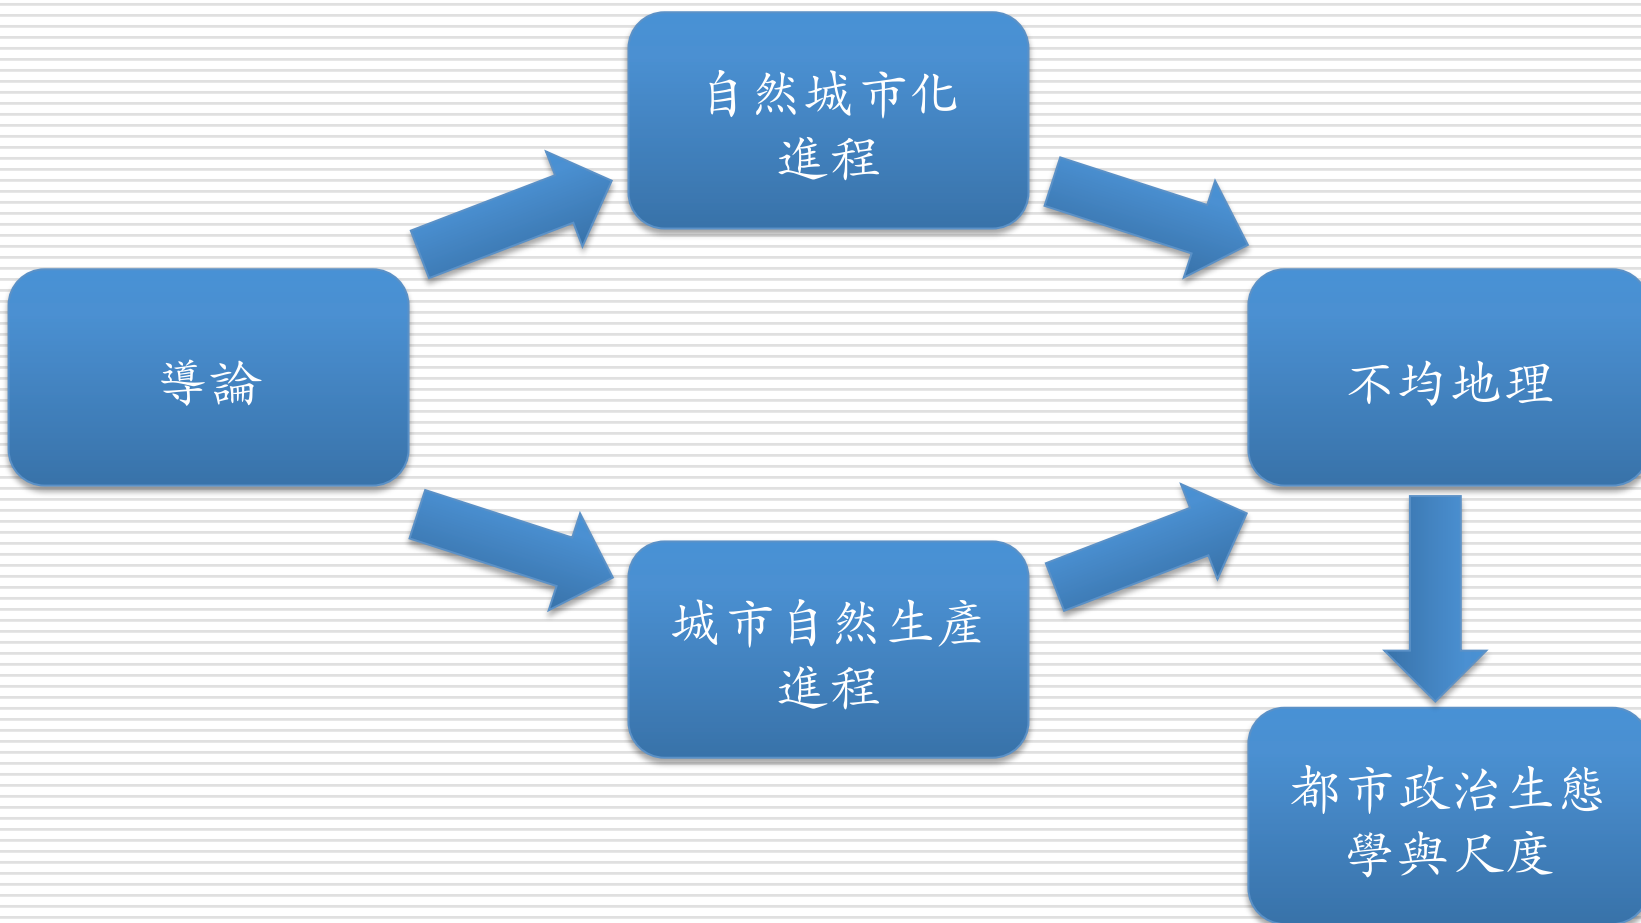 自然城市化
進程
導論
不均地理
城市自然生產
進程
都市政治生態
學與尺度